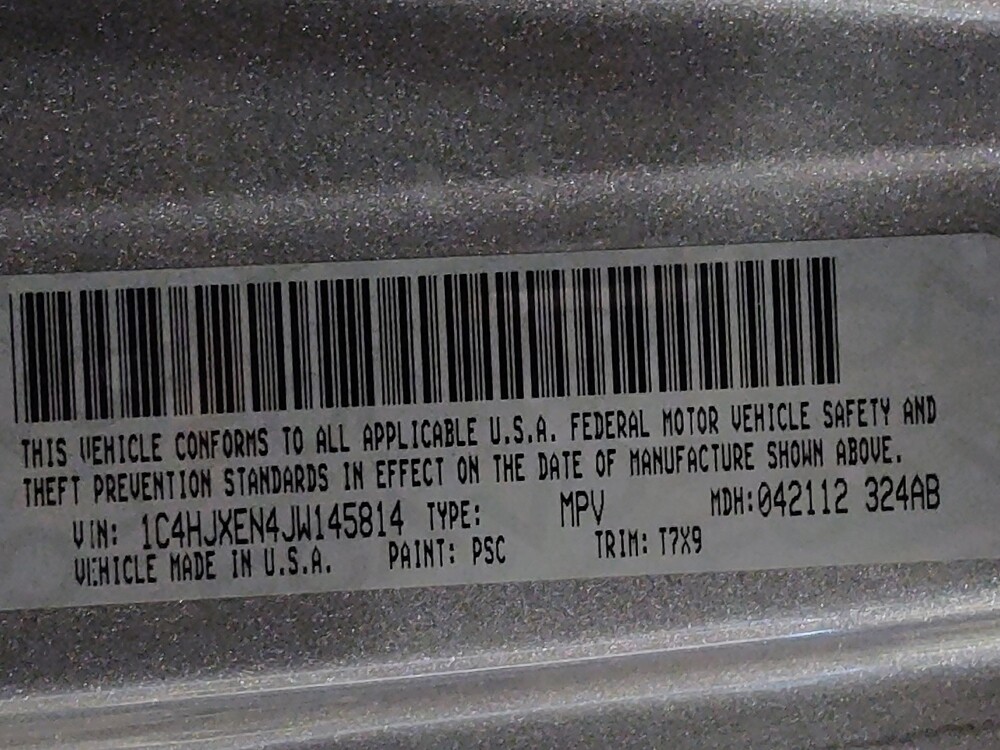 THIS VEHICLE CONFORMS TO ALL APPLICABLE U.S.A. FEDERAL MOTOR VEHICLE SAFETY AND
THEFT PREVENTION STANDARDS IN EFFECT ON THE DATE OF MANUFACTURE SHOWN ABOVE.
VIN: 1C4HJXEN4JW145814 TYPE: MPV MDH:042112 324AB
VEHICLE MADE IN U.S.A. PAINT: PSC TRIM: T7X9